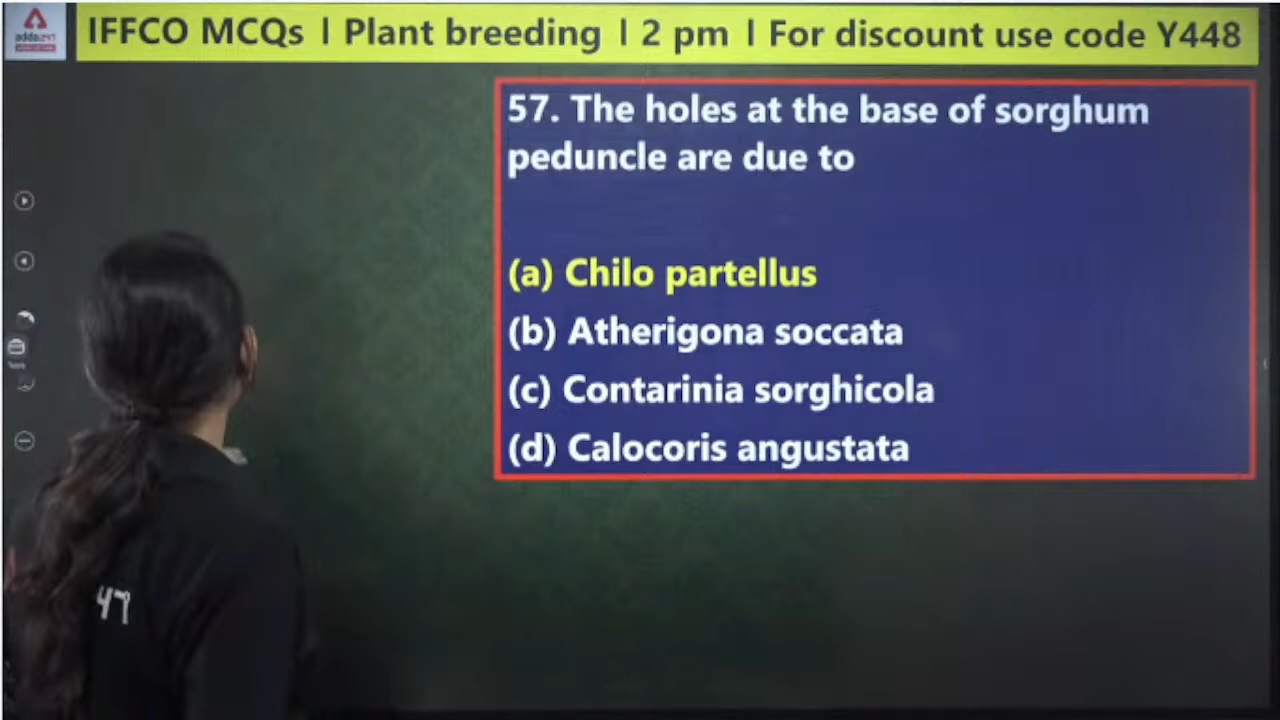 adda247
IFFCO MCQs I Plant breeding I 2 pm I For discount use code Y448
57. The holes at the base of sorghum
peduncle are due to
(a) Chilo partellus
(b) Atherigona soccata
(c) Contarinia sorghicola
(d) Calocoris angustata
47